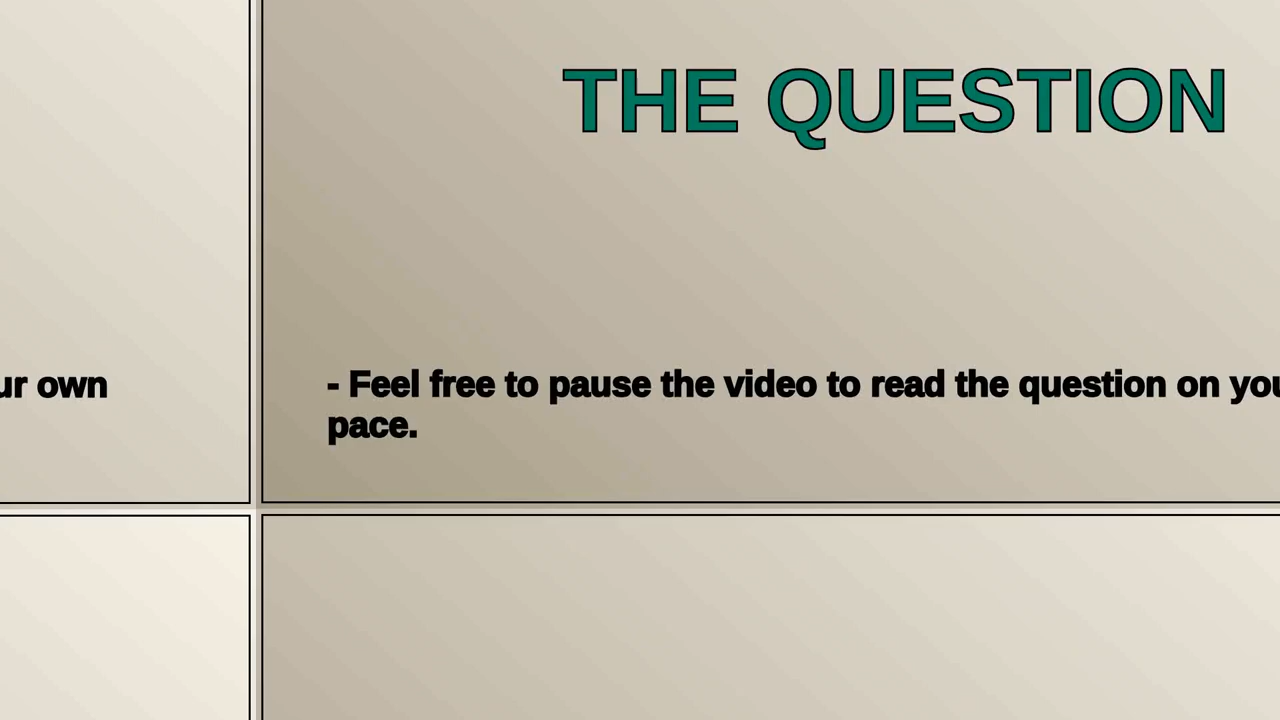 THE QUESTION
ur own
- Feel free to pause the video to read the question on you
pace.